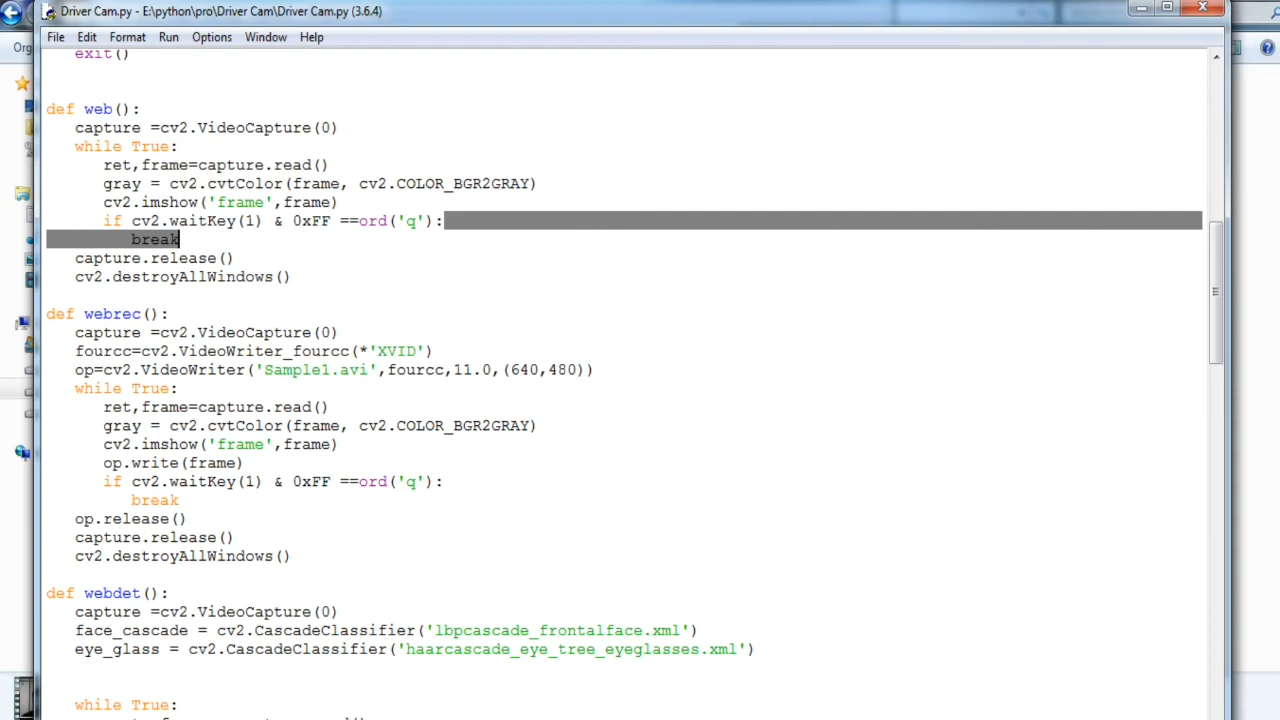 Driver Cam.py - E:\python\pro\Driver Cam\Driver Cam.py (3.6.4)
File Edit Format Run Options Window Help
Org
exit()
def web():
capture =cv2.VideoCapture(0)
while True:
ret,frame=capture.read()
gray = cv2.cvtColor(frame, cv2.COLOR_BGR2GRAY)
cv2.imshow('frame',frame)
if cv2.waitKey(1) & 0xFF ==ord('q'):
break
capture.release()
cv2.destroyAllWindows()
def webrec():
capture =cv2.VideoCapture(0)
fourcc=cv2.VideoWriter_fourcc(*'XVID')
op=cv2.VideoWriter('Sample1.avi',fourcc,11.0,(640,480))
while True:
ret,frame=capture.read()
gray = cv2.cvtColor(frame, cv2.COLOR_BGR2GRAY)
cv2.imshow('frame',frame)
op.write(frame)
if cv2.waitKey(1) & 0xFF ==ord('q'):
break
op.release()
capture.release()
cv2.destroyAllWindows()
def webdet():
capture =cv2.VideoCapture(0)
face_cascade = cv2.CascadeClassifier('lbpcascade_frontalface.xml')
eye_glass = cv2.CascadeClassifier('haarcascade_eye_tree_eyeglasses.xml')
while True: